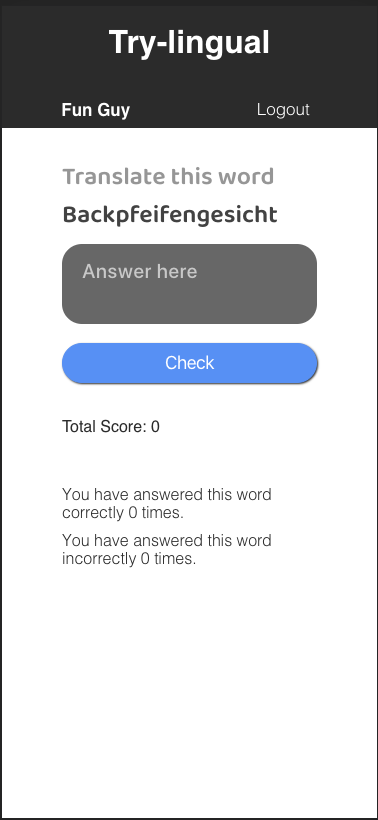 Try-lingual
Fun Guy Logout
Translate this word
Backpfeifengesicht
Answer here
Check
Total Score: 0
You have answered this word
correctly 0 times.
You have answered this word
incorrectly 0 times.